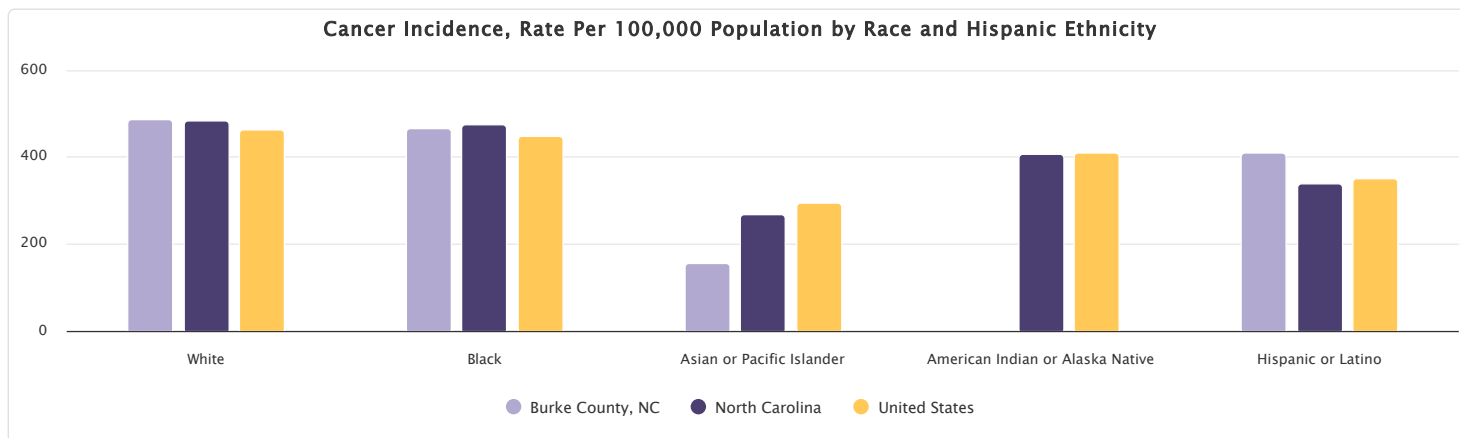 Cancer Incidence, Rate Per 100,000 Population by Race and Hispanic Ethnicity
600
400
200
0
White Black Asian or Pacific Islander American Indian or Alaska Native Hispanic or Latino
Burke County, NC North Carolina United States